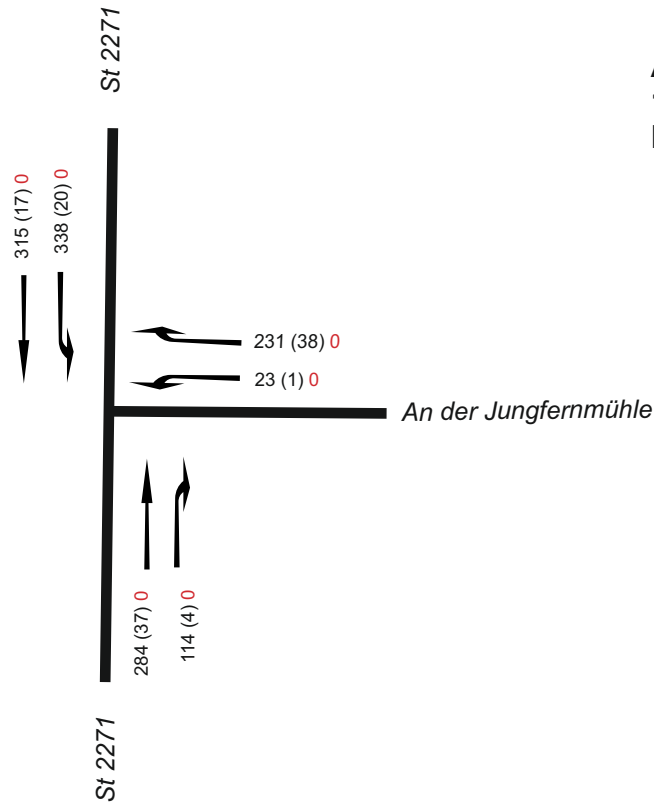 St 2271
315 (17) 0
338 (20) 0
231 (38) 0
23 (1) 0
An der Jungfernmühle
284 (37) 0
114 (4) 0
St 2271